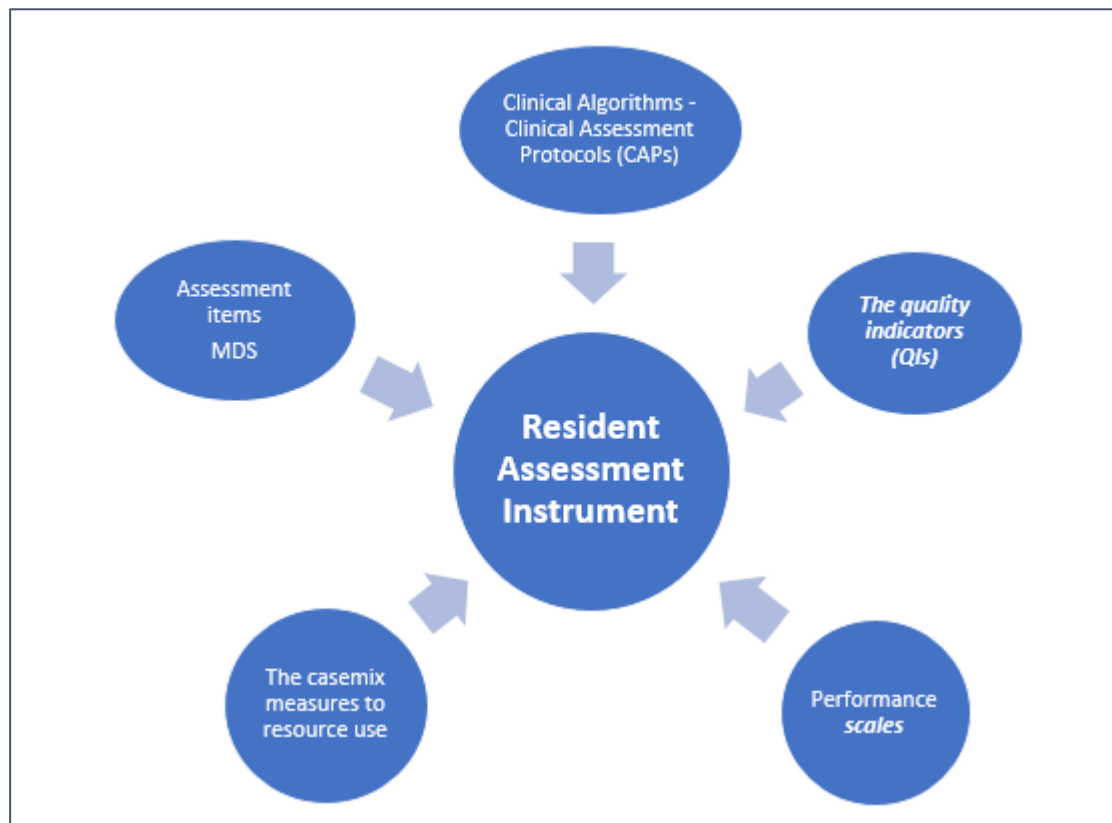 Clinical Algorithms -
Clinical Assessment
Protocols (CAPs)
Assessment
items
MDS
The quality
indicators
(QIs)
Resident
Assessment
Instrument
The casemix
measures to
resource use
Performance
scales